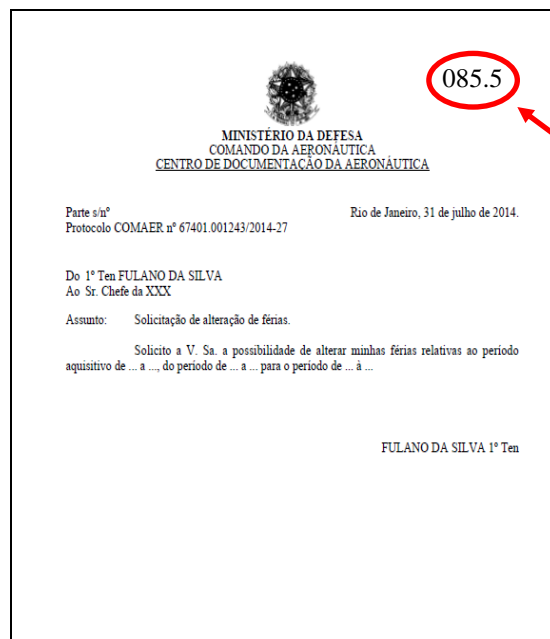 085.5
MINISTÉRIO DA DEFESA
COMANDO DA AERONÁUTICA
CENTRO DE DOCUMENTAÇÃO DA AERONÁUTICA
Parte s/nº
Rio de Janeiro, 31 de julho de 2014.
Protocolo COMAER nº 67401.001243/2014-27
Do 1º Ten FULANO DA SILVA
Ao Sr. Chefe da XXX
Assunto: Solicitação de alteração de férias.
Solicito a V. Sa. a possibilidade de alterar minhas férias relativas ao período
aquisitivo de ... a ..., do período de ... a ... para o período de ... à ...
FULANO DA SILVA 1º Ten